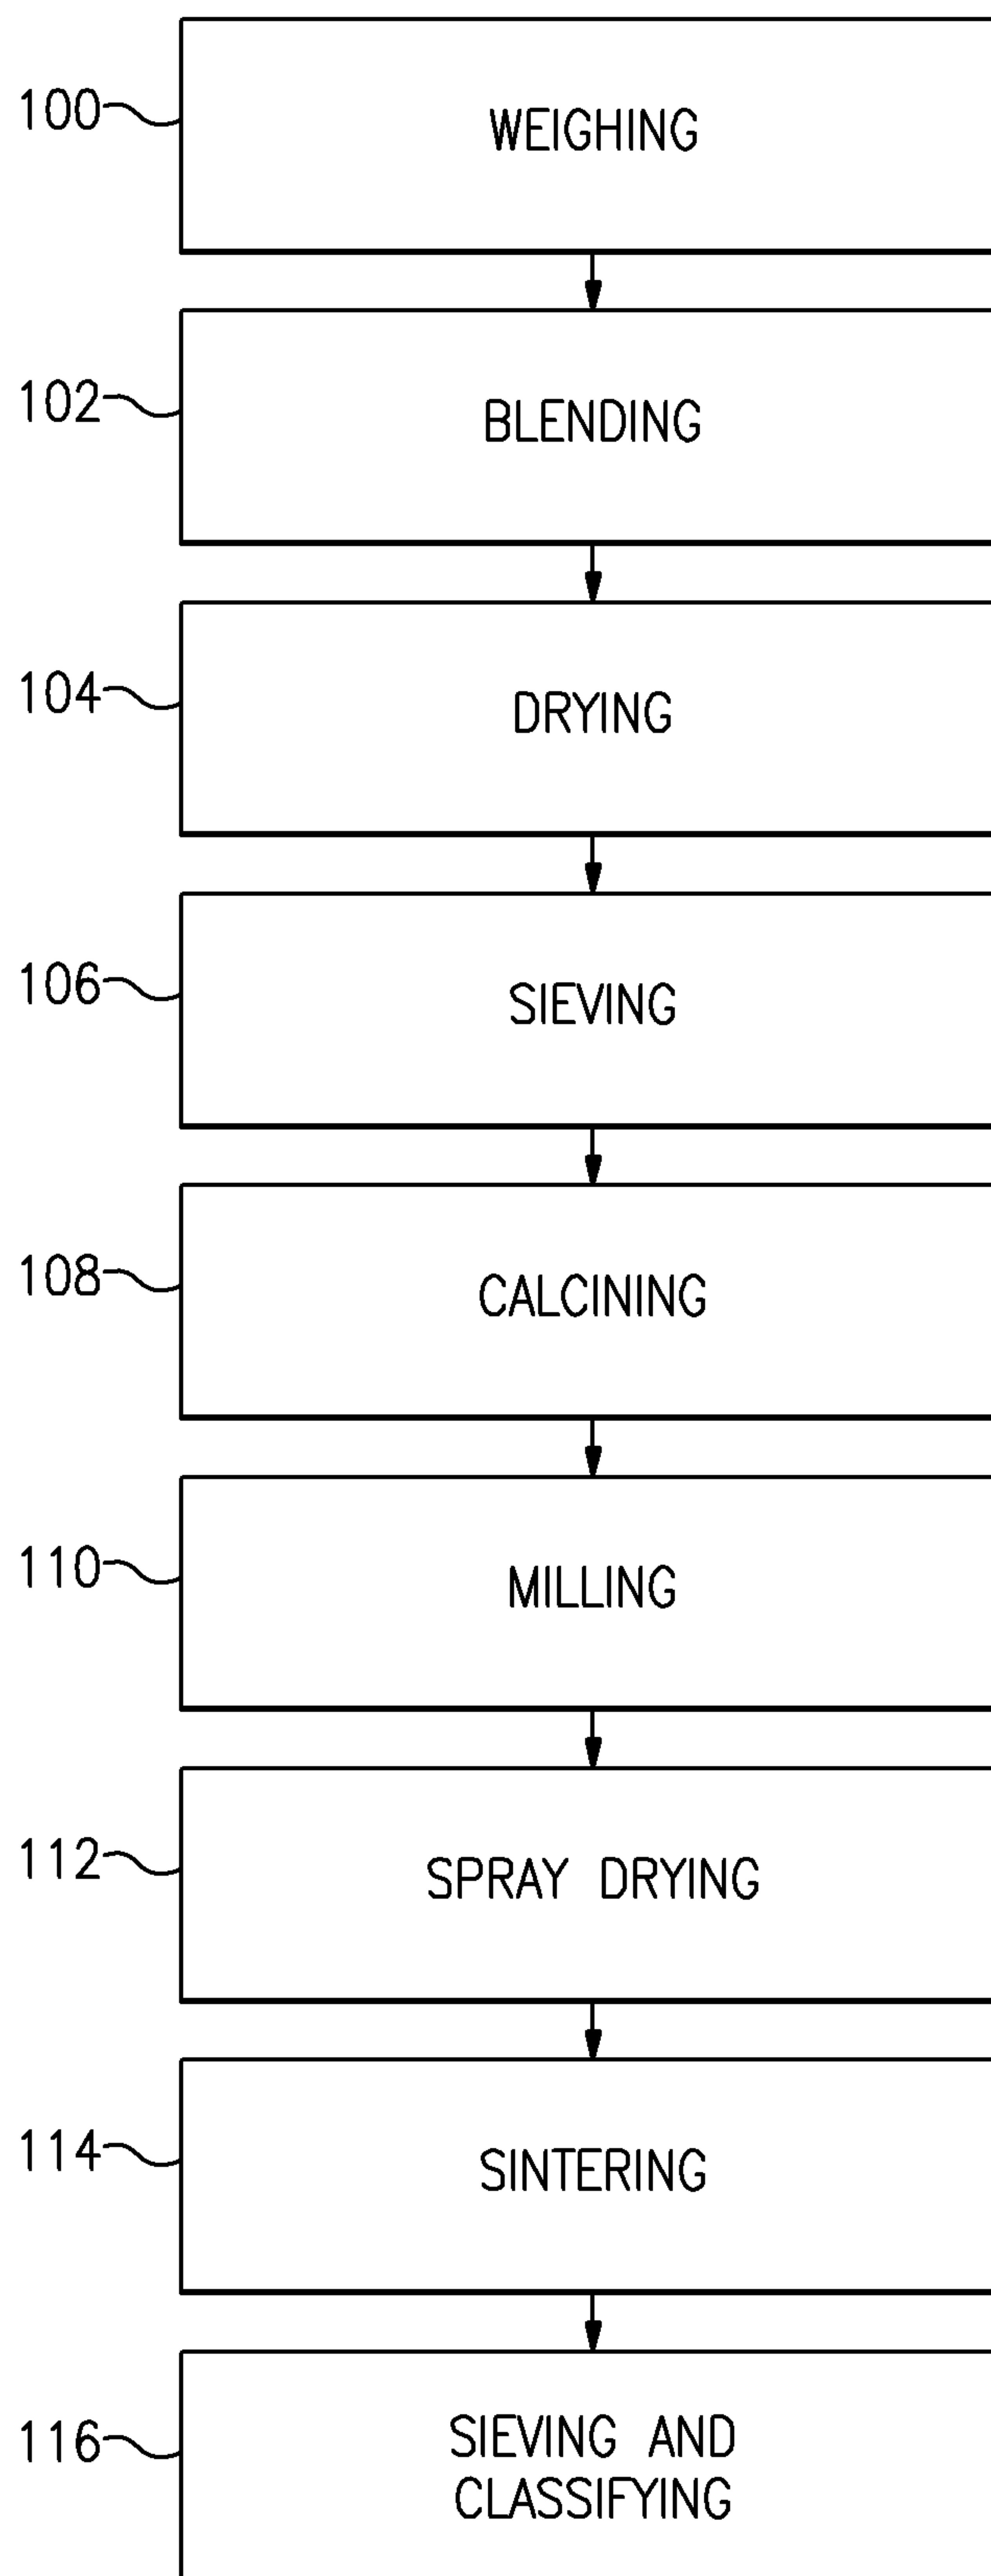 100
WEIGHING
102
BLENDING
104
DRYING
106
SIEVING
108
CALCINING
110
MILLING
112
SPRAY DRYING
114
SINTERING
116
SIEVING AND
CLASSIFYING